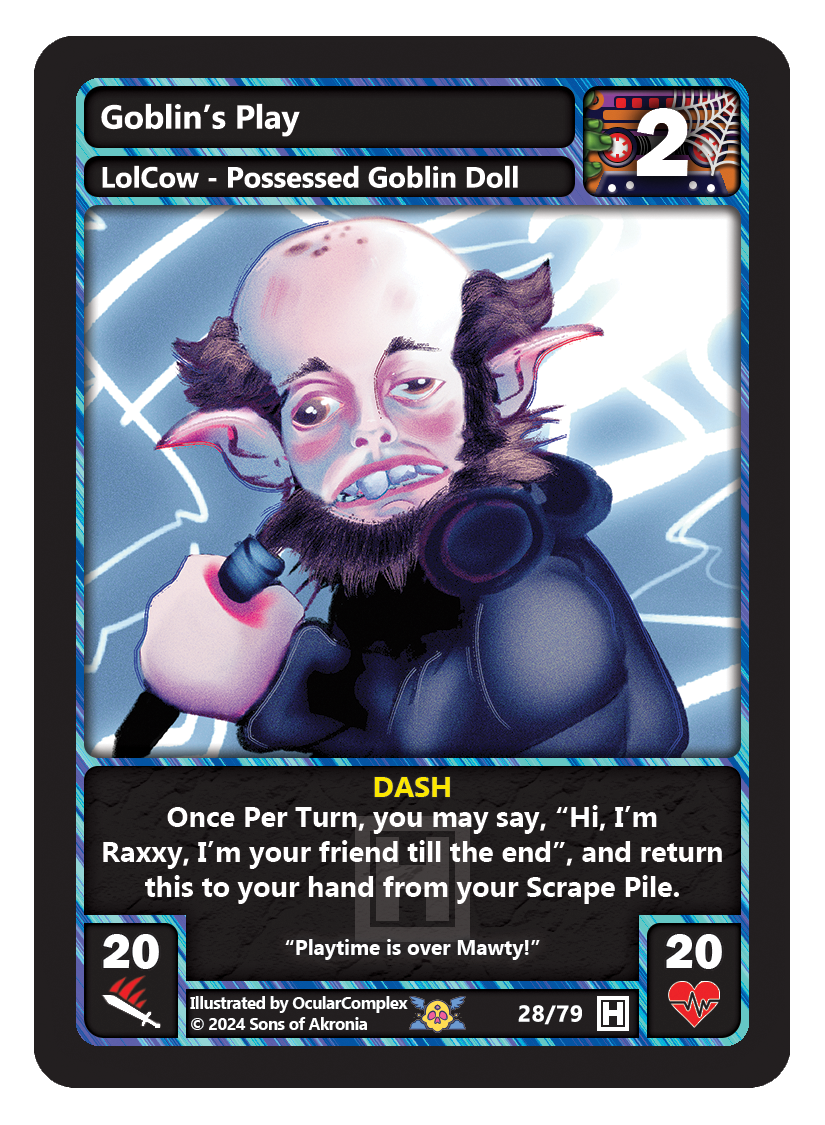 Goblin’s Play
2
LolCow - Possessed Goblin Doll
DASH
Once Per Turn, you may say, “Hi, I’m
Raxxy, I’m your friend till the end”, and return
this to your hand from your Scrape Pile.
“Playtime is over Mawty!”
20
20
Illustrated by OcularComplex
© 2024 Sons of Akronia
28/79
H